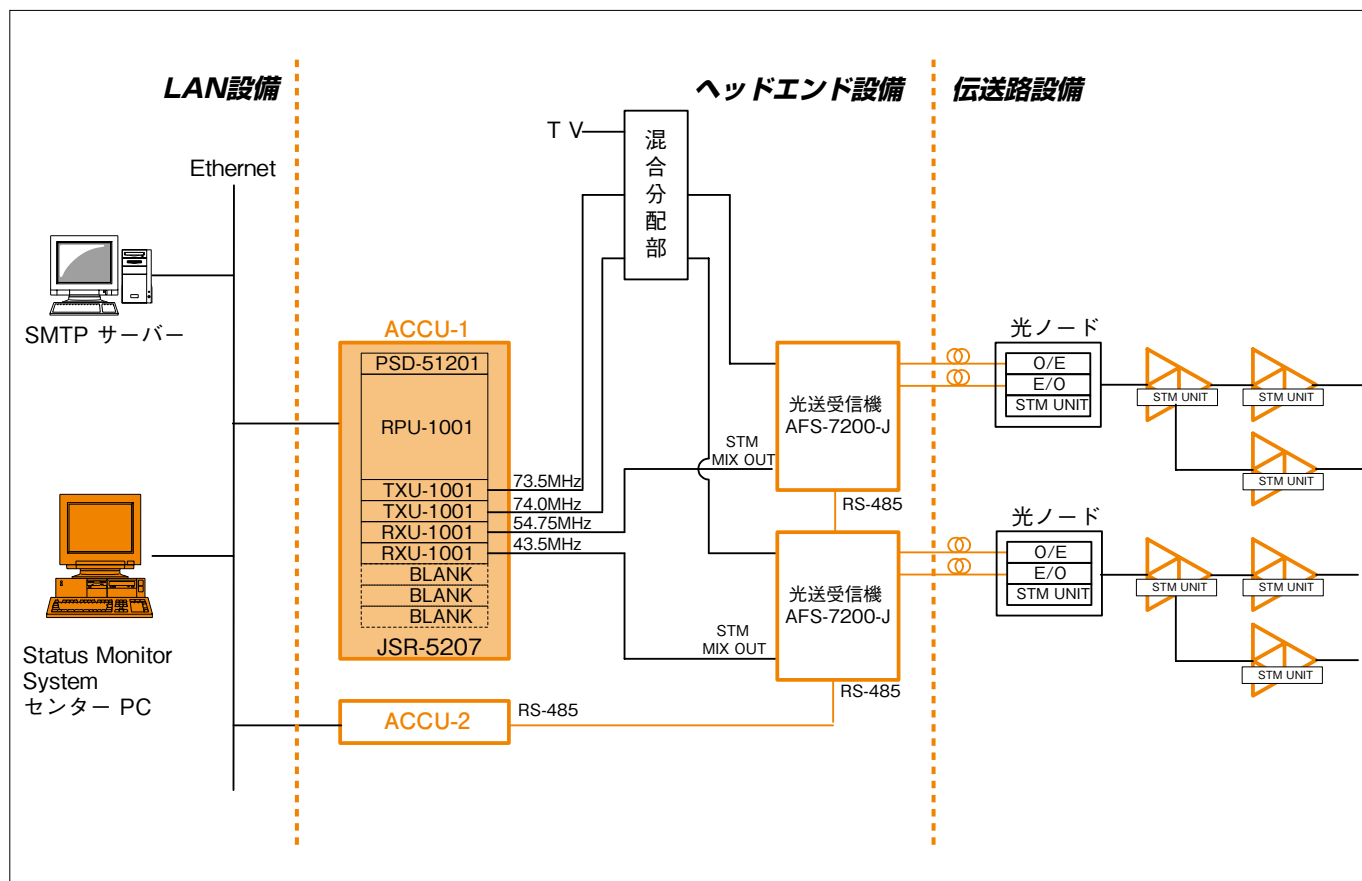 LAN設備
ヘッドエンド設備
伝送路設備
T V
混合分配部
Ethernet
SMTP サーバー
ACCU-1
PSD-51201
RPU-1001
TXU-1001
TXU-1001
RXU-1001
RXU-1001
BLANK
BLANK
BLANK
JSR-5207
73.5MHz
74.0MHz
54.75MHz
43.5MHz
STM
MIX OUT
光送受信機
AFS-7200-J
RS-485
STM
MIX OUT
光送受信機
AFS-7200-J
RS-485
光ノード
O/E
E/O
STM UNIT
STM UNIT
STM UNIT
STM UNIT
光ノード
O/E
E/O
STM UNIT
STM UNIT
STM UNIT
STM UNIT
Status Monitor
System
センター PC
ACCU-2
RS-485